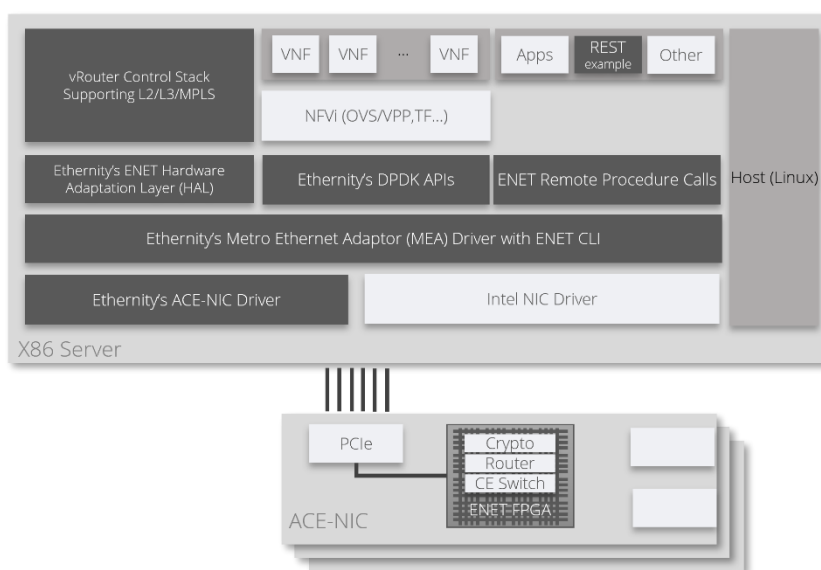 vRouter Control Stack
Supporting L2/L3/MPLS
VNF
VNF
...
VNF
Apps
REST
example
Other
NFVi (OVS/VPP,TF...)
Ethernity's ENET Hardware
Adaptation Layer (HAL)
Ethernity's DPDK APIs
ENET Remote Procedure Calls
Host (Linux)
Ethernity's Metro Ethernet Adaptor (MEA) Driver with ENET CLI
Ethernity's ACE-NIC Driver
Intel NIC Driver
X86 Server
PCIe
Crypto
Router
CE Switch
ENET FPGA
ACE-NIC